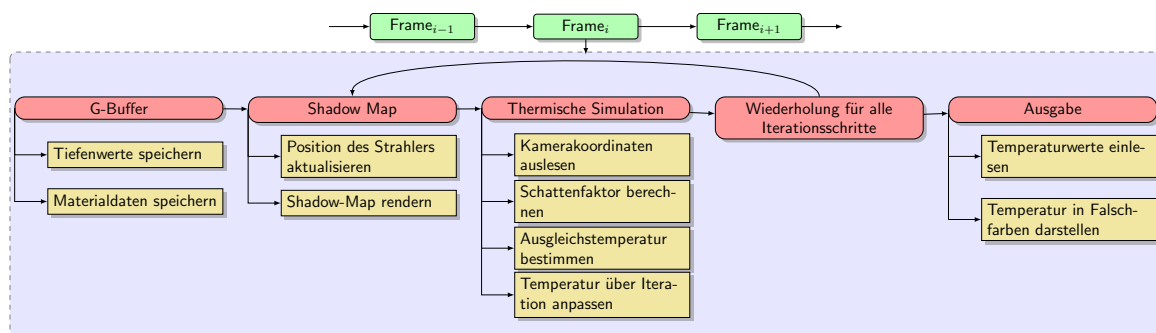 Frame_{i−1}
Frame_i
Frame_{i+1}
G-Buffer
Tiefenwerte speichern
Materialdaten speichern
Shadow Map
Position des Strahlers
aktualisieren
Shadow-Map rendern
Thermische Simulation
Kamerakoordinaten
auslesen
Schattenfaktor berech-
nen
Ausgleichstemperatur
bestimmen
Temperatur über Itera-
tion anpassen
Wiederholung für alle
Iterationsschritte
Ausgabe
Temperaturwerte einle-
sen
Temperatur in Falsch-
farben darstellen